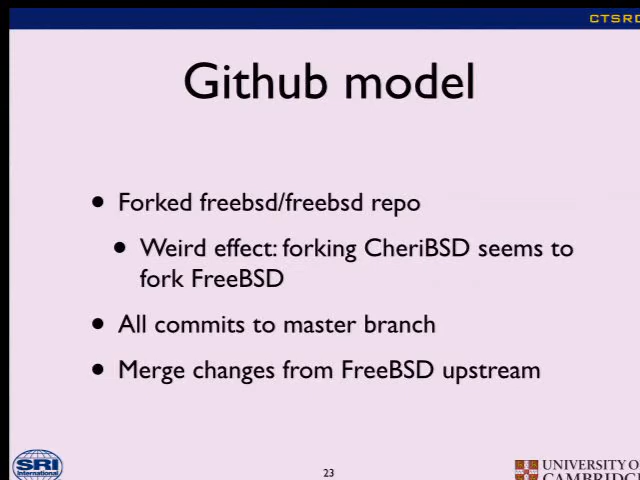 CTSRD
Github model
• Forked freebsd/freebsd repo
• Weird effect: forking CheriBSD seems to
fork FreeBSD
• All commits to master branch
• Merge changes from FreeBSD upstream
SRI
International
23
UNIVERSITY OF
CAMBRIDGE